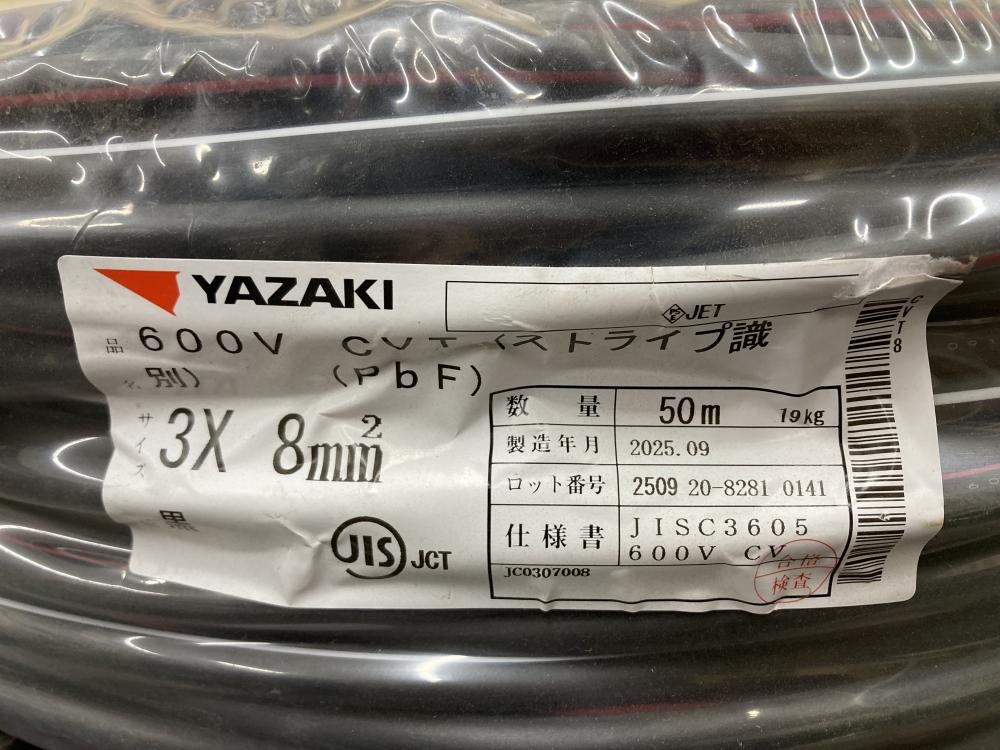 YAZAKI
PSE JET
品名 600V CVT (ストライプ識
別) (PbF)
サイズ 3X 8mm²
黒
JIS JCT
数量 50m 19kg
製造年月 2025.09
ロット番号 2509 20-8281 0141
仕様書 JISC3605
600V CV
JC0307008
合格
検査
CVT8